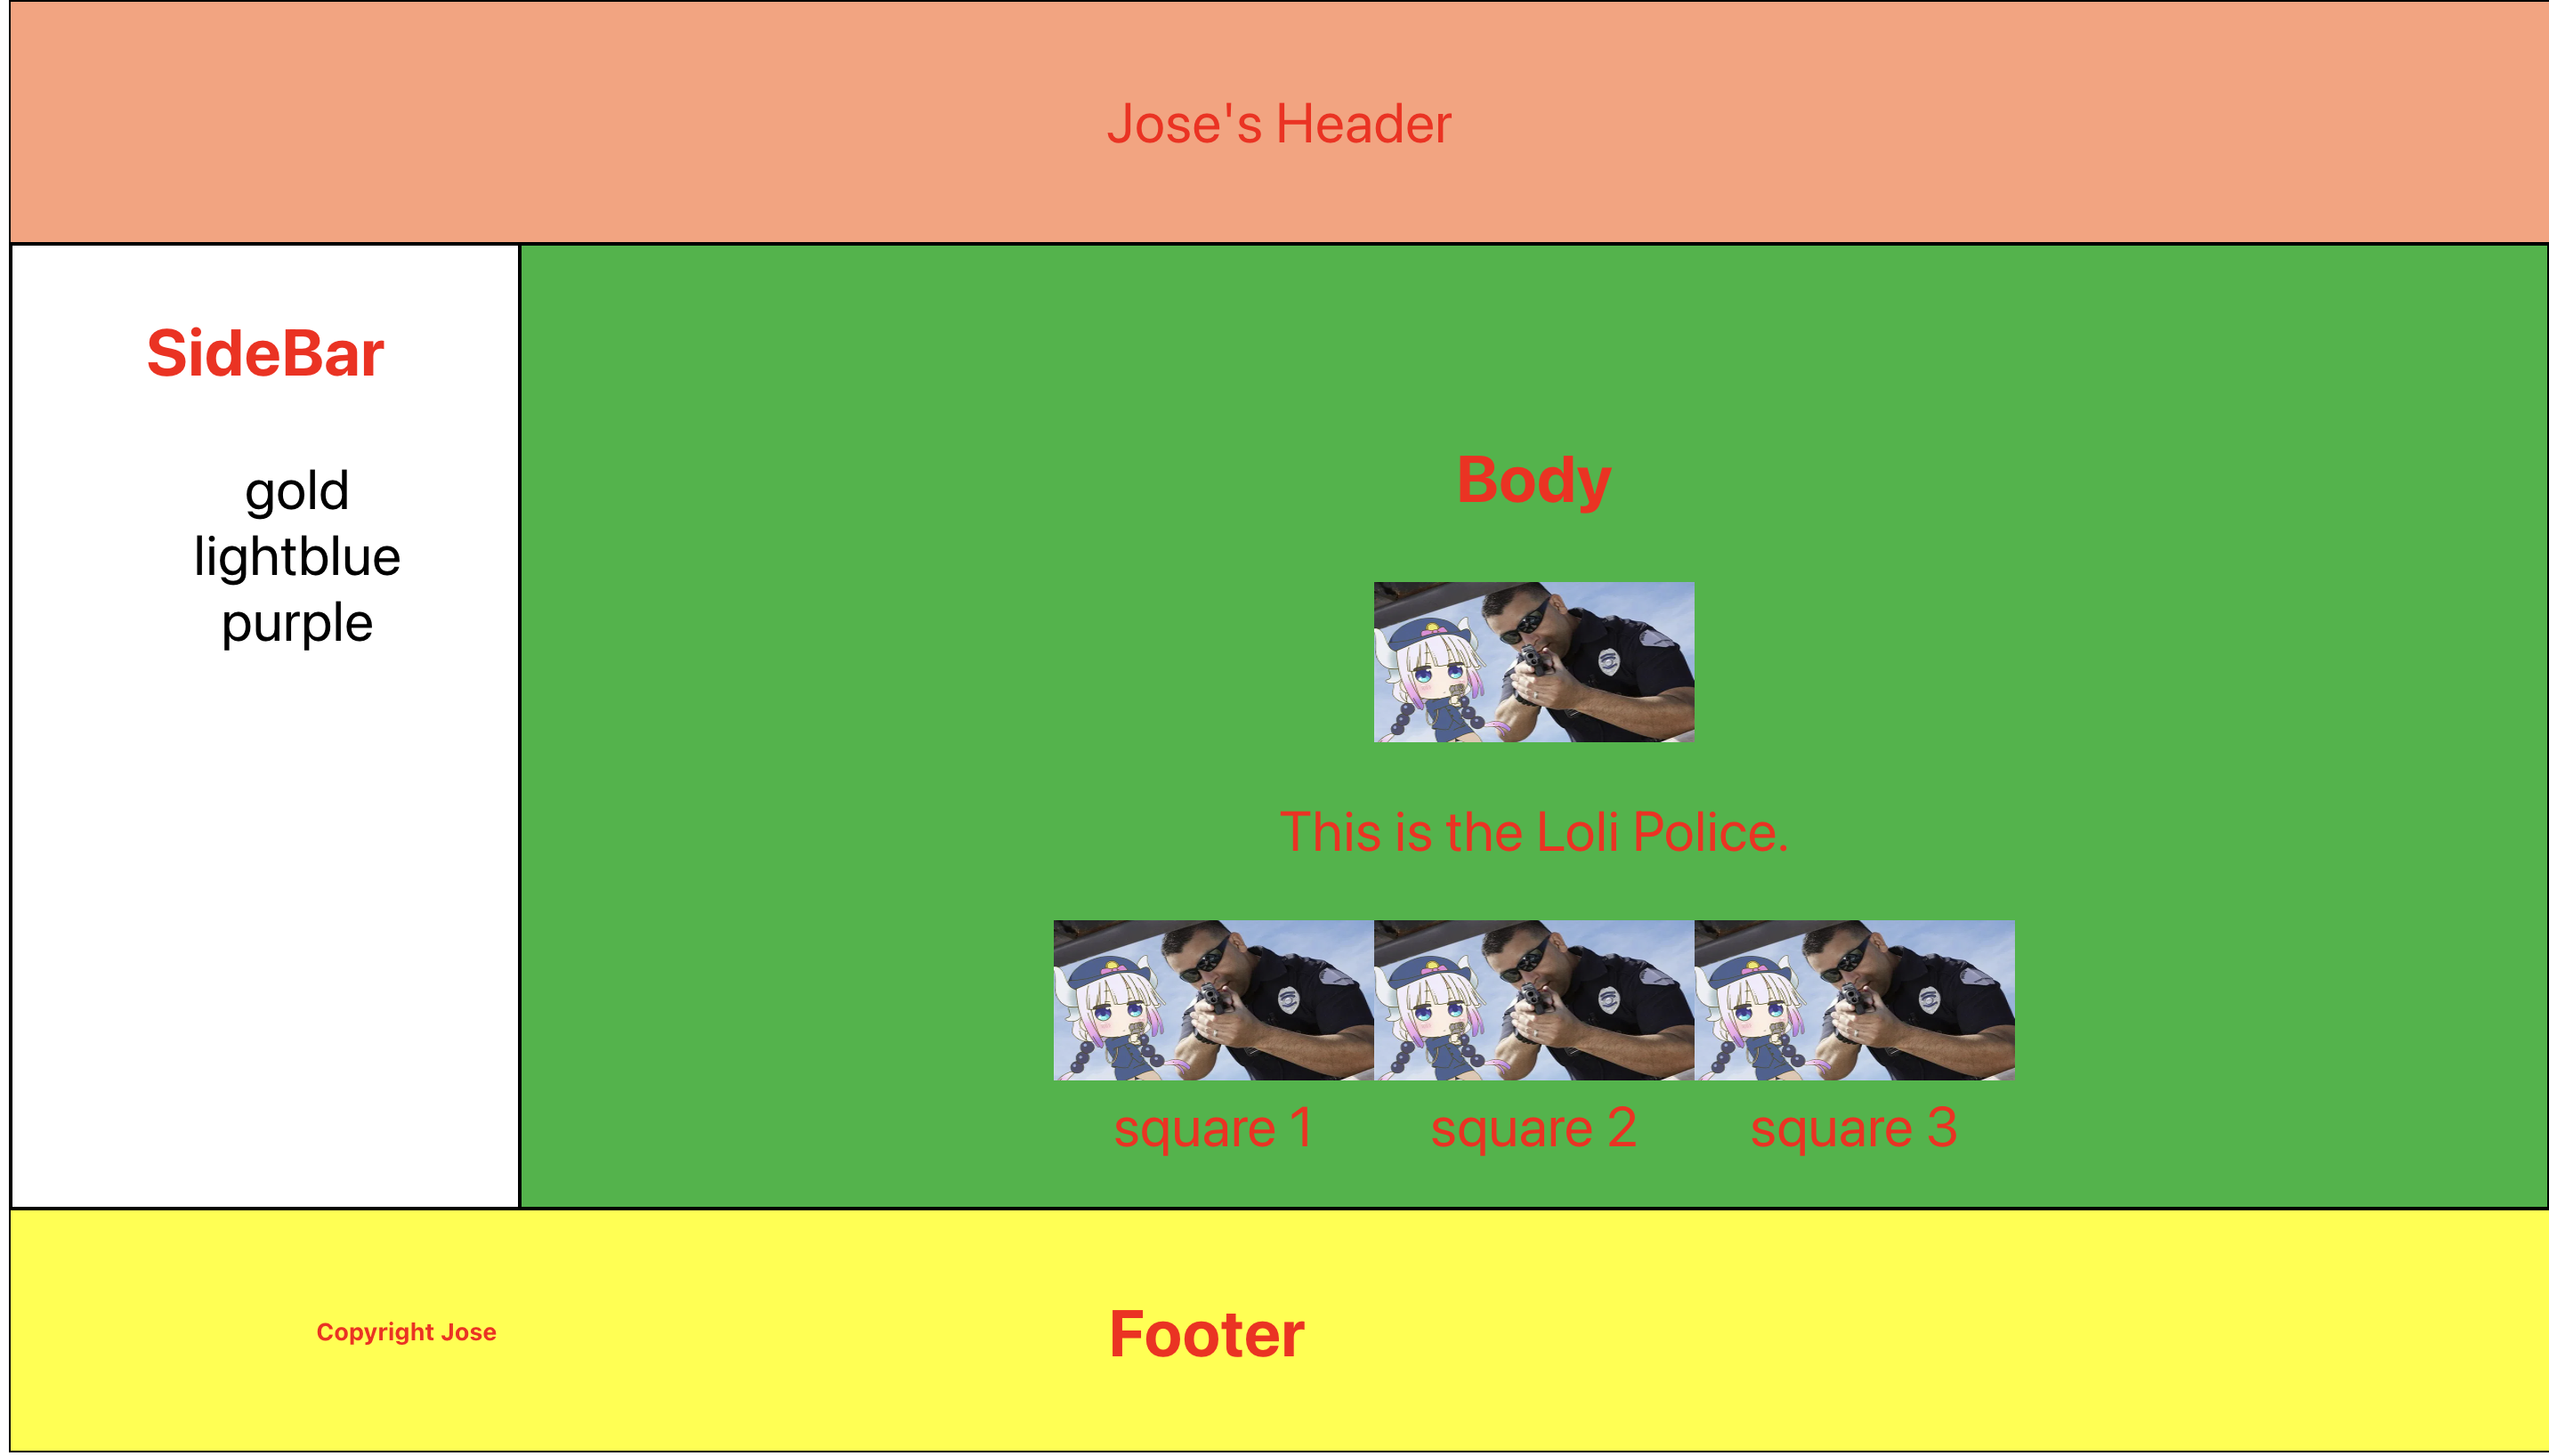 Jose's Header
SideBar
gold
lightblue
purple
Body
This is the Loli Police.
square 1 square 2 square 3
Copyright Jose
Footer